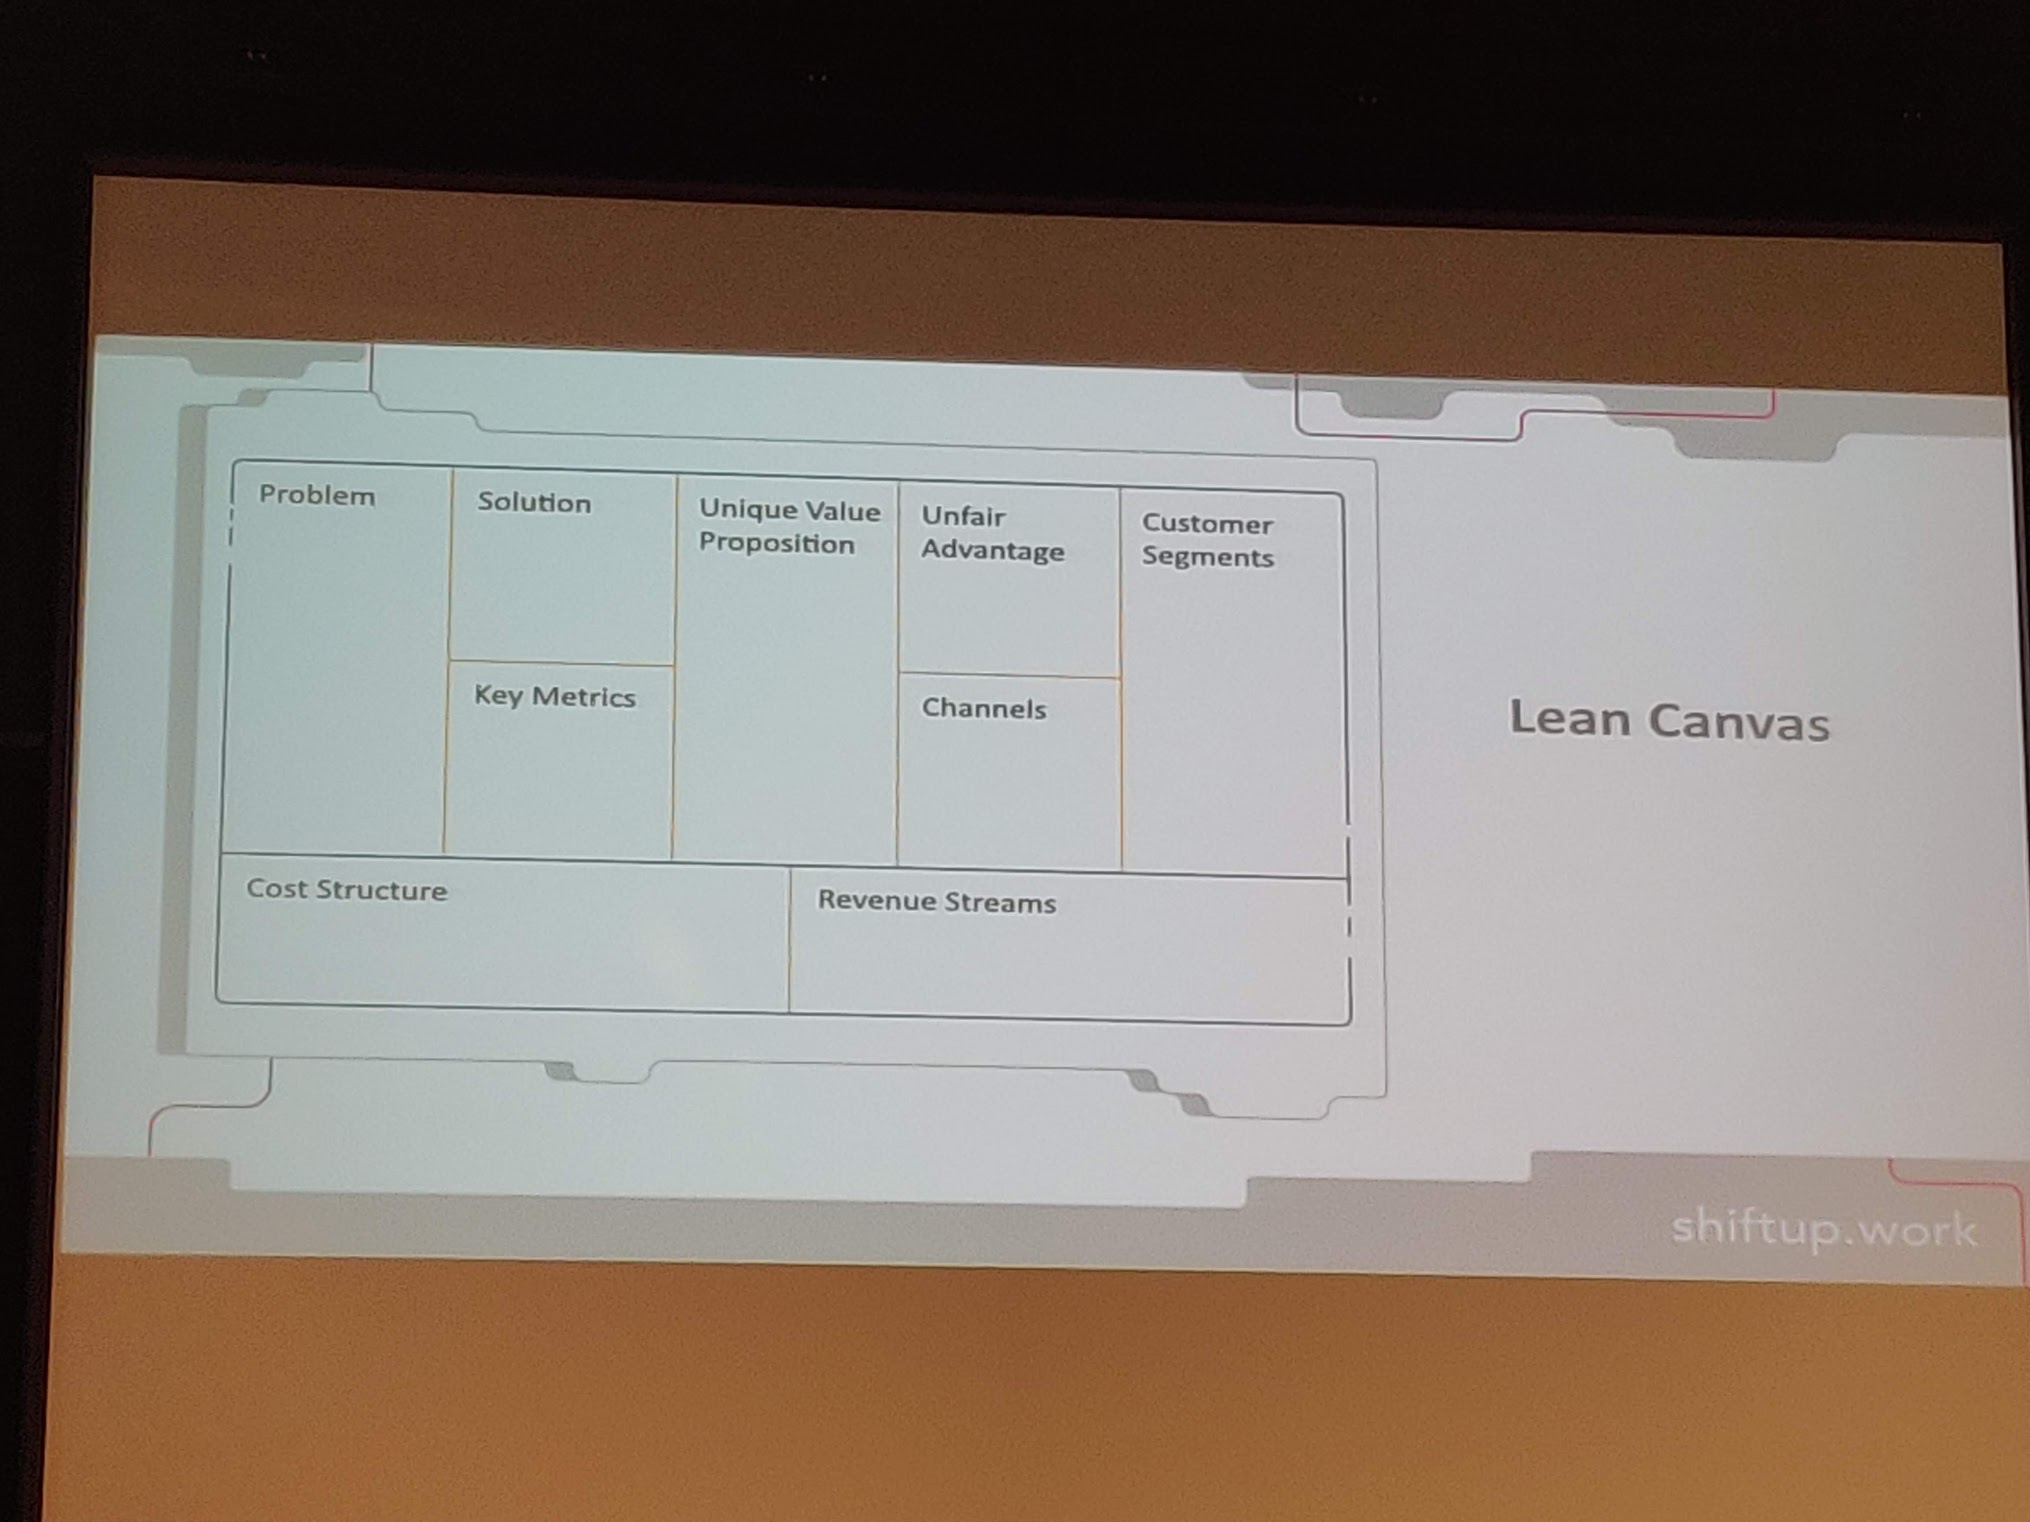 Problem
Solution
Unique Value
Proposition
Unfair
Advantage
Customer
Segments
Key Metrics
Channels
Cost Structure
Revenue Streams
Lean Canvas
shiftup.work